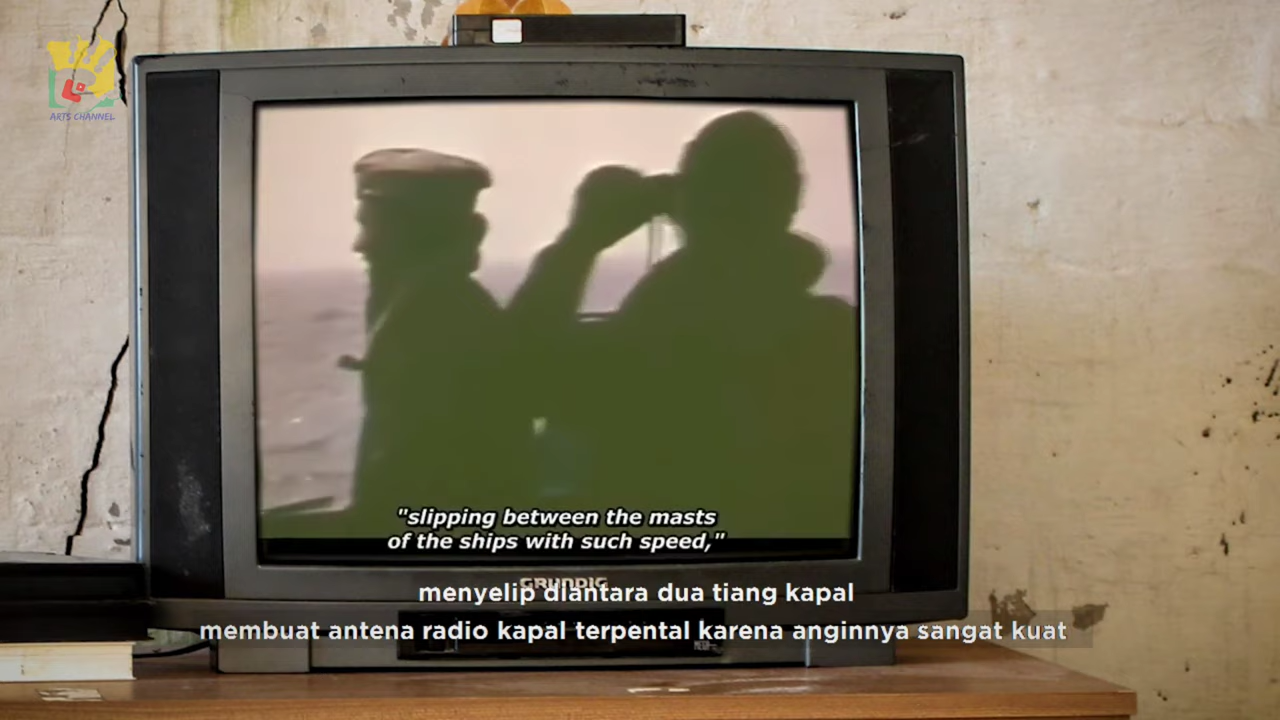 ARTS CHANNEL
"slipping between the masts
of the ships with such speed,"
GRUNDIG
menyelip diantara dua tiang kapal
membuat antena radio kapal terpental karena anginnya sangat kuat